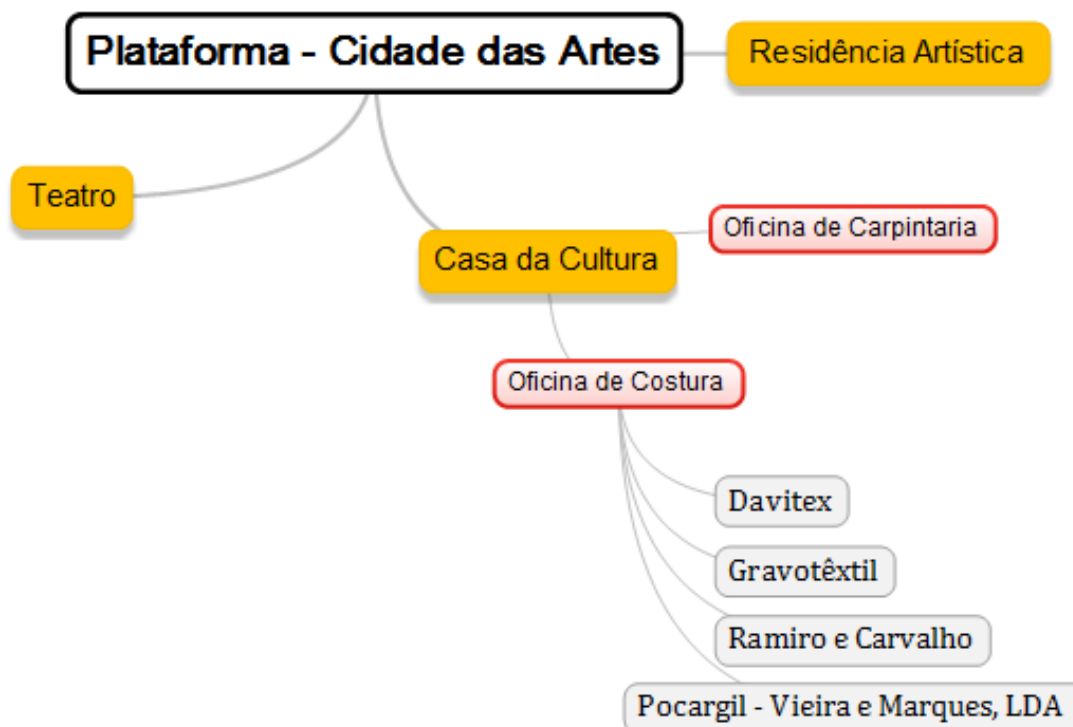 Plataforma - Cidade das Artes
Residência Artística
Teatro
Casa da Cultura
Oficina de Carpintaria
Oficina de Costura
Davitex
Gravotêxtil
Ramiro e Carvalho
Pocargil - Vieira e Marques, LDA